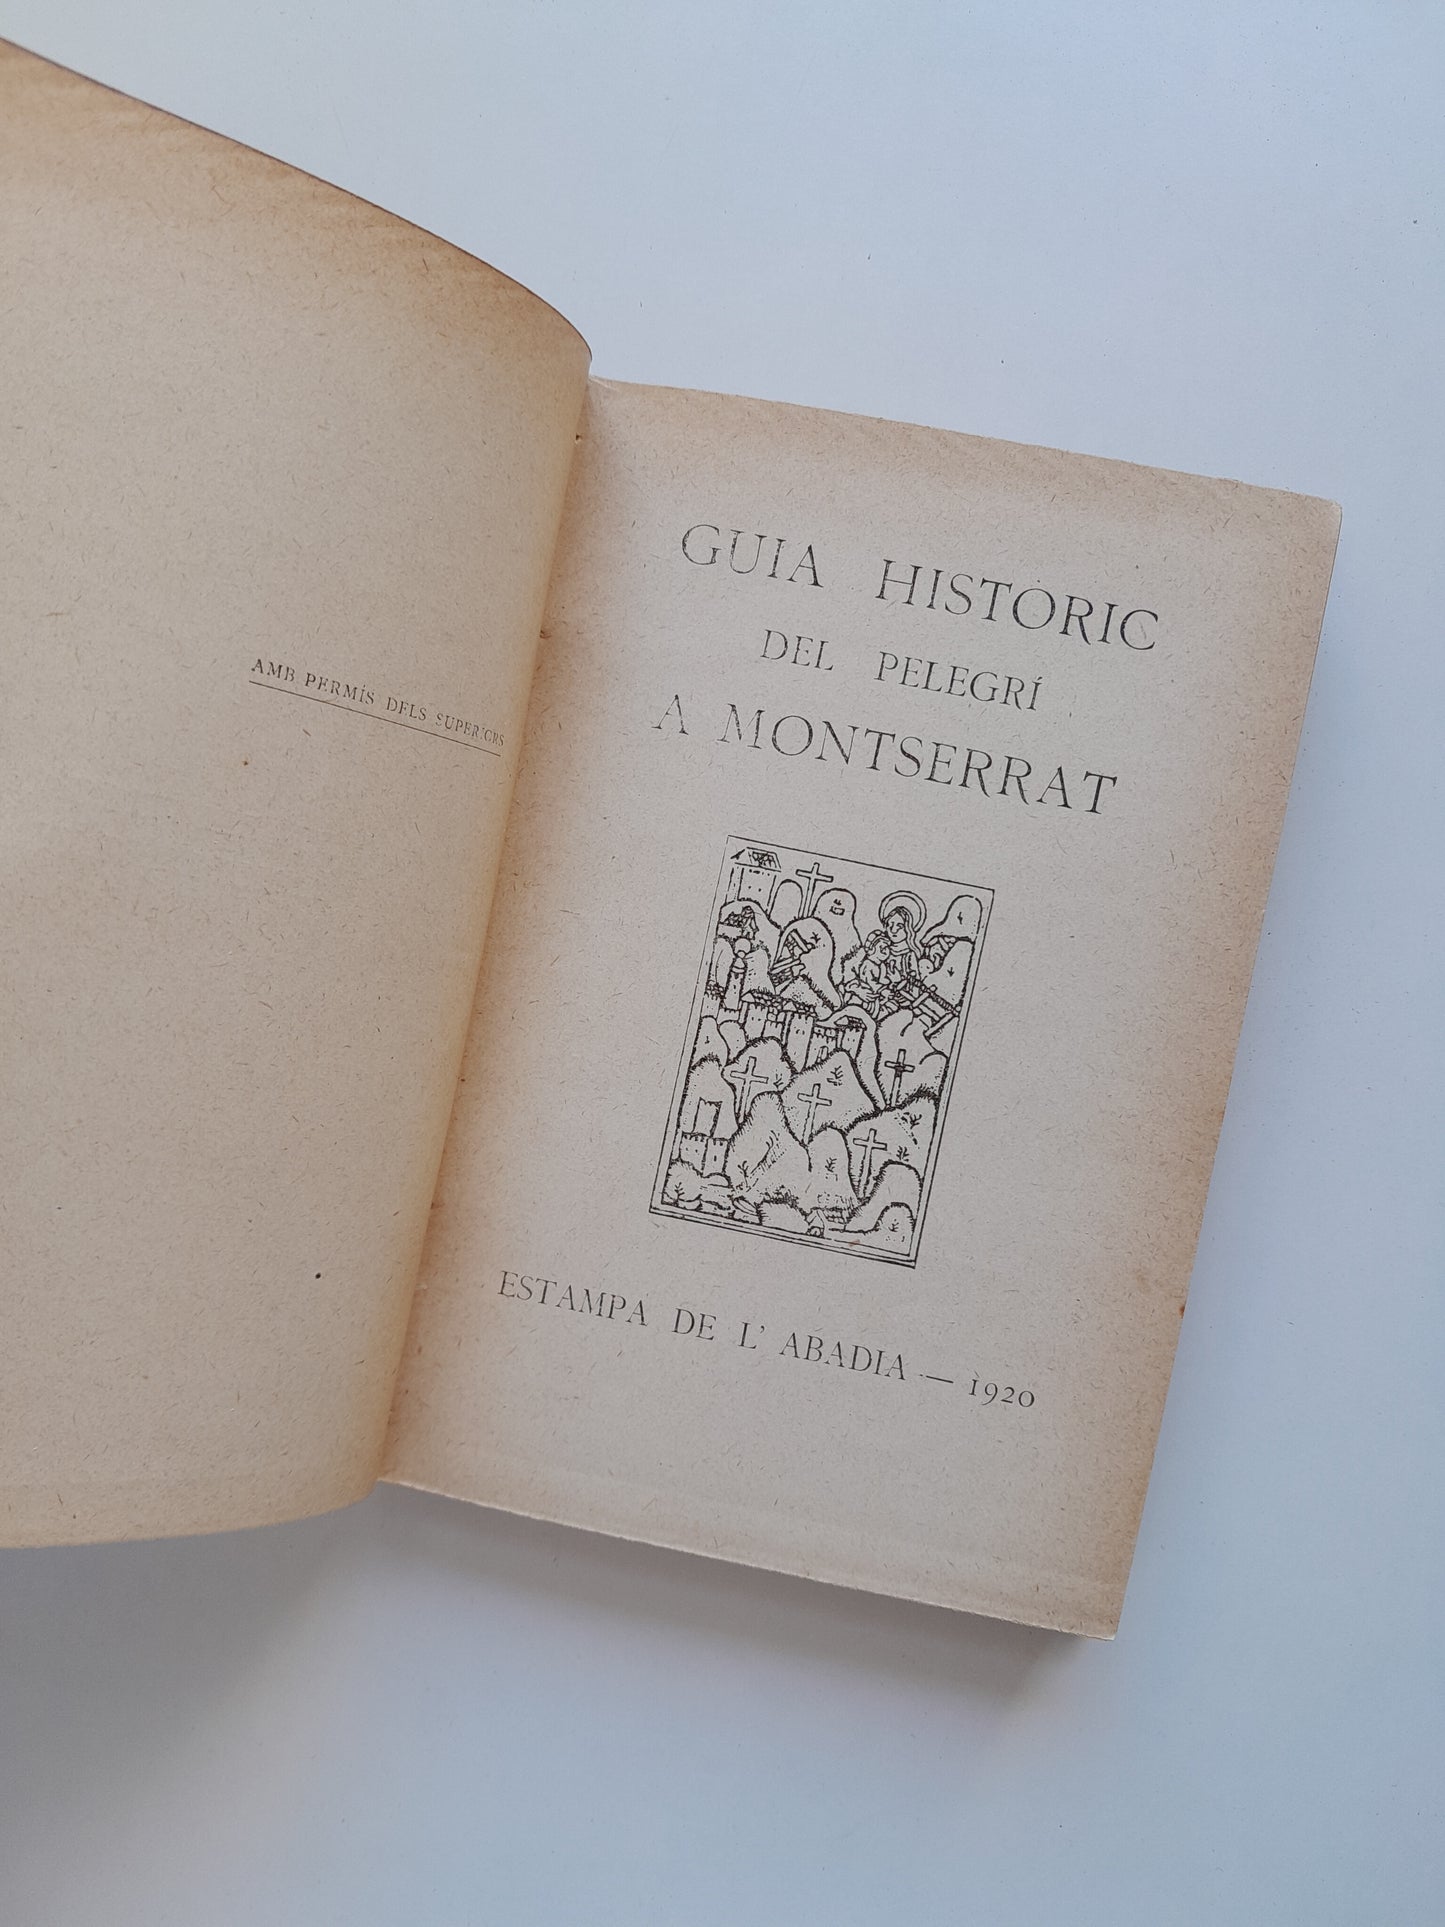 AMB PERMÍS DELS SUPERIORS
GUIA HISTÒRIC
DEL PELEGRÍ
A MONTSERRAT
ESTAMPA DE L' ABADIA — 1920